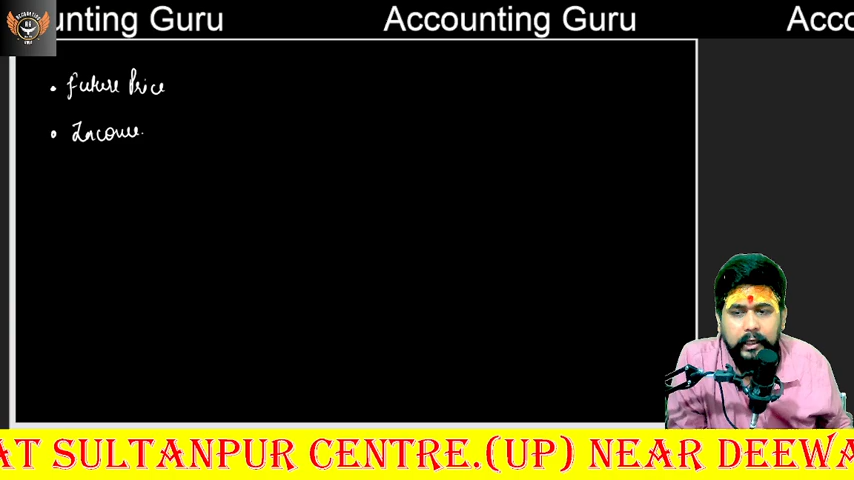 unting Guru Accounting Guru Acco
• Future Price
• Income.
AT SULTANPUR CENTRE.(UP) NEAR DEEWA